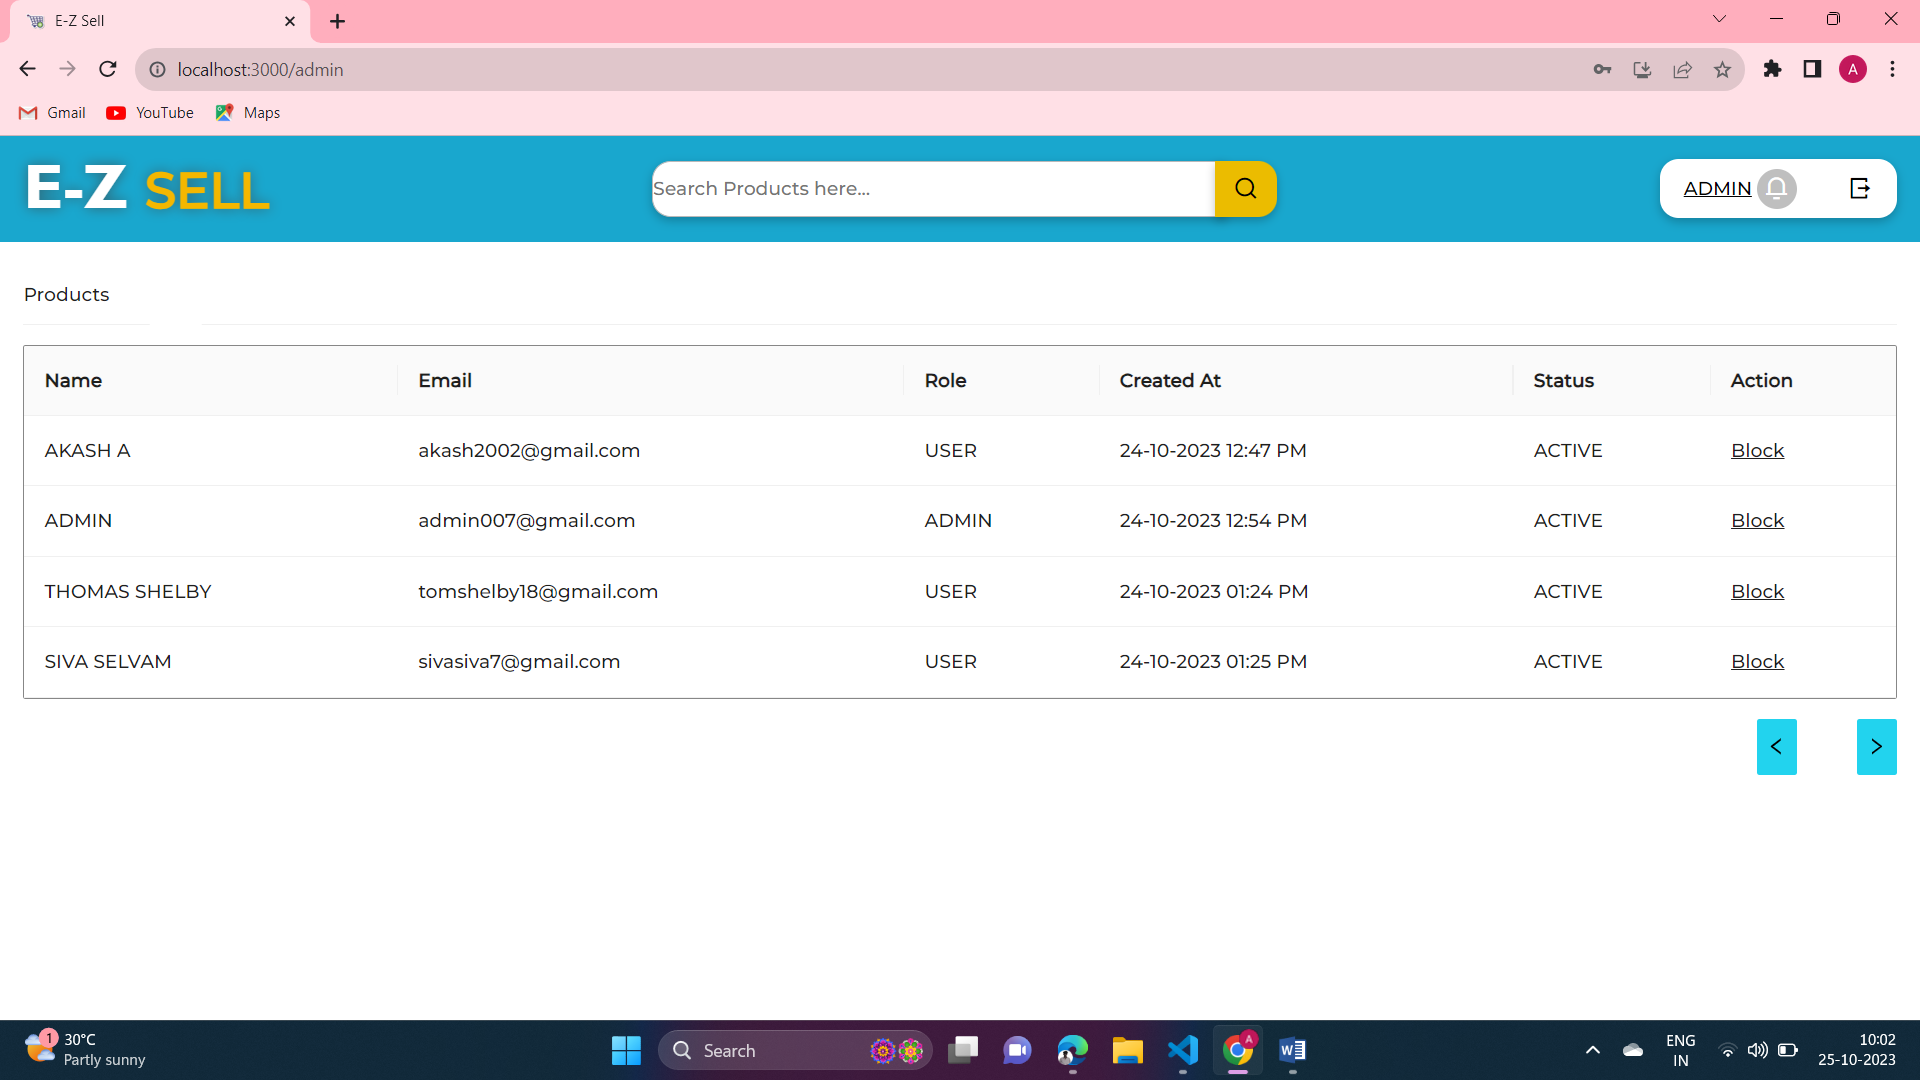 E-Z Sell
localhost:3000/admin
A
Gmail YouTube Maps
E-Z SELL
Search Products here...
ADMIN
Products
Name Email Role Created At Status Action
AKASH A akash2002@gmail.com USER 24-10-2023 12:47 PM ACTIVE Block
ADMIN admin007@gmail.com ADMIN 24-10-2023 12:54 PM ACTIVE Block
THOMAS SHELBY tomshelby18@gmail.com USER 24-10-2023 01:24 PM ACTIVE Block
SIVA SELVAM sivasiva7@gmail.com USER 24-10-2023 01:25 PM ACTIVE Block
< >
1
30°C
Partly sunny
Search
A
W
ENG
IN
10:02
25-10-2023